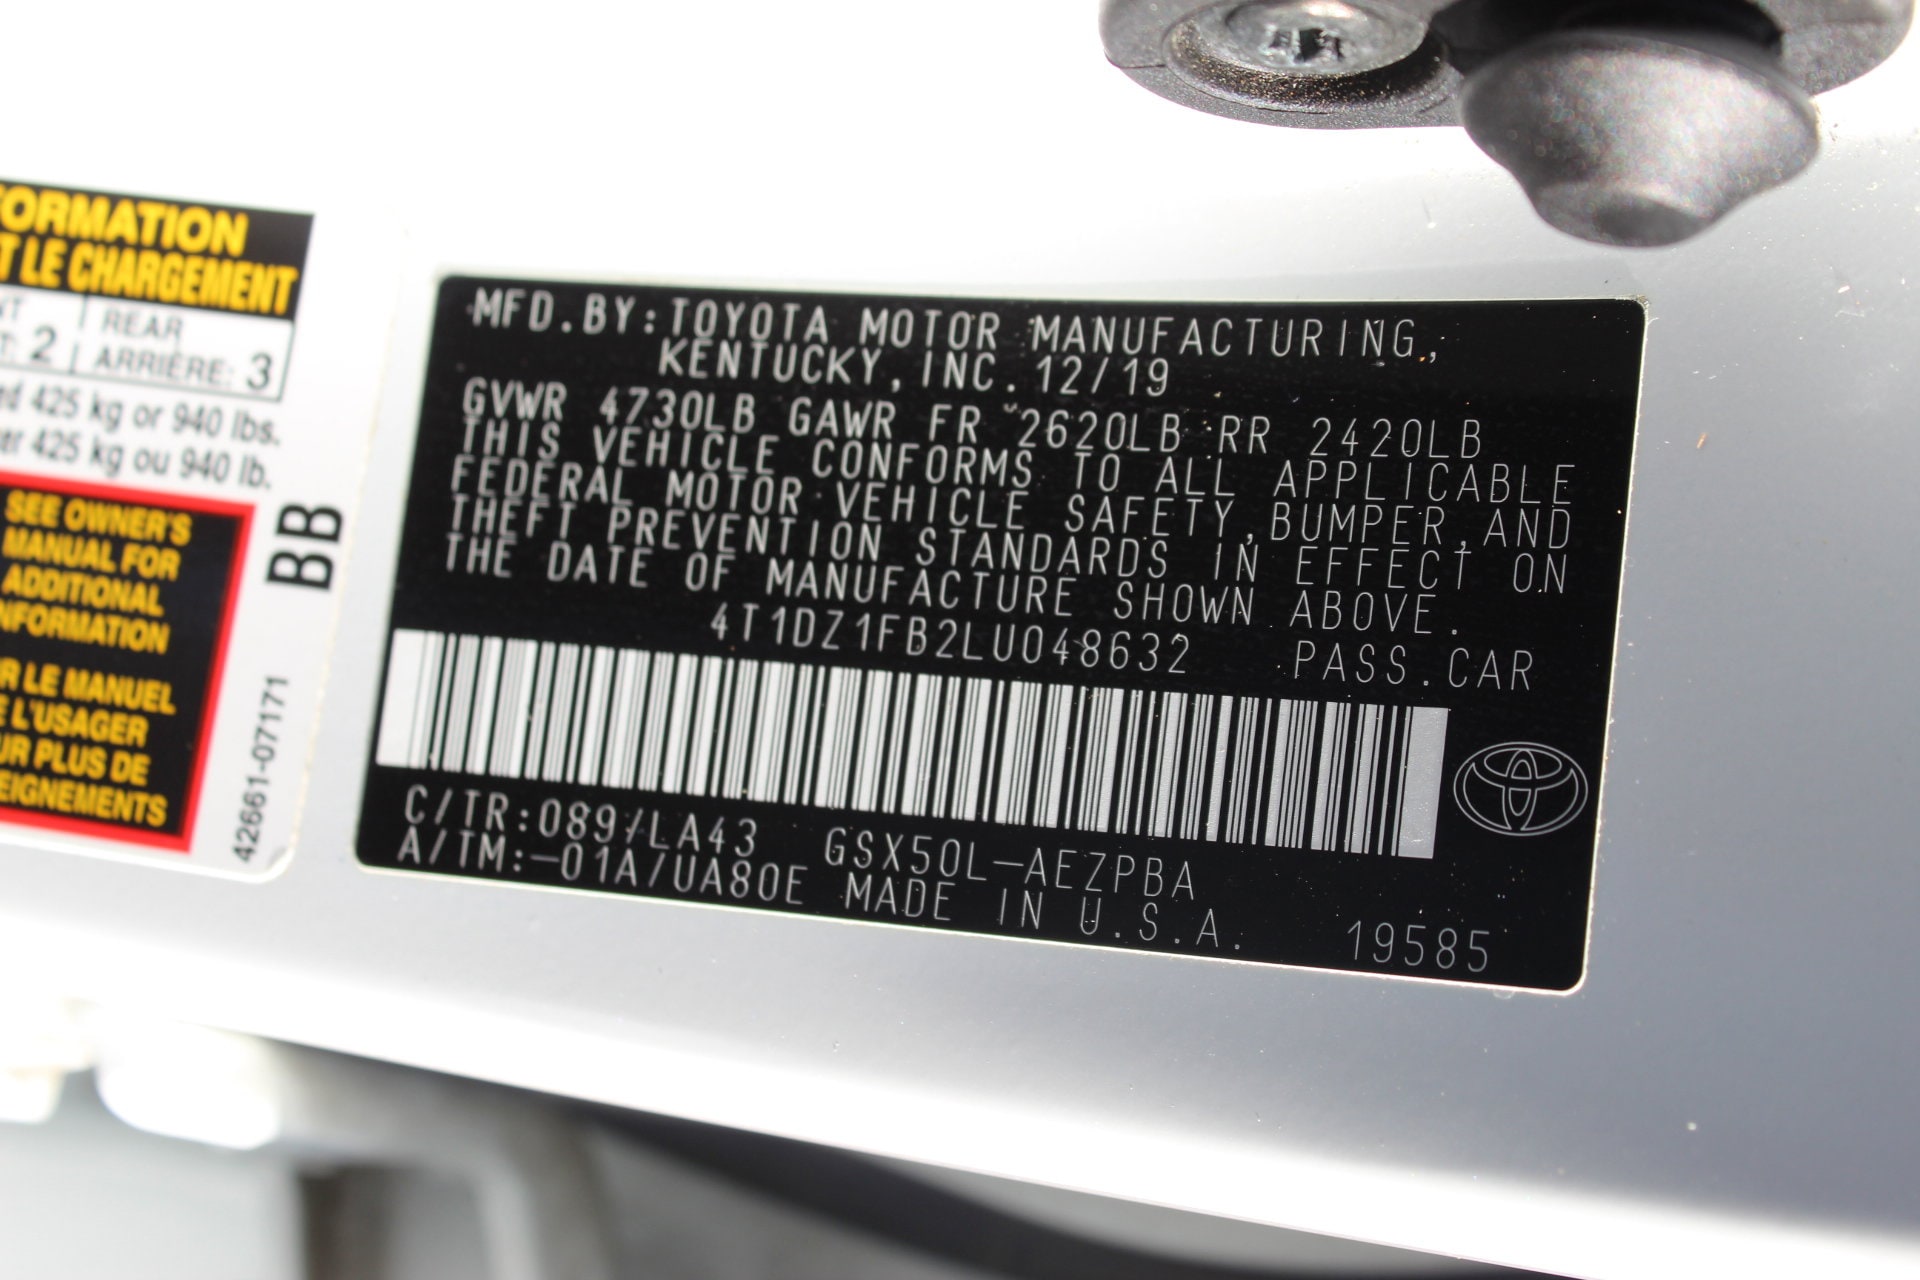 FORMATION
T LE CHARGEMENT
REAR
: 2 ARRIÈRE: 3
425 kg or 940 lbs.
425 kg ou 940 lb.
SEE OWNER'S
MANUAL FOR
ADDITIONAL
NFORMATION
R LE MANUEL
L'USAGER
UR PLUS DE
EIGNEMENTS
BB
42661-07171
MFD.BY:TOYOTA MOTOR MANUFACTURING,
KENTUCKY,INC.12/19
GVWR 4730LB GAWR FR 2620LB RR 2420LB
THIS VEHICLE CONFORMS TO ALL APPLICABLE
FEDERAL MOTOR VEHICLE SAFETY,BUMPER,AND
THEFT PREVENTION STANDARDS IN EFFECT ON
THE DATE OF MANUFACTURE SHOWN ABOVE.
4T1DZ1FB2LU048632 PASS.CAR
C/TR:089/LA43 GSX50L-AEZPBA
A/TM:-01A/UA80E MADE IN U.S.A.
19585